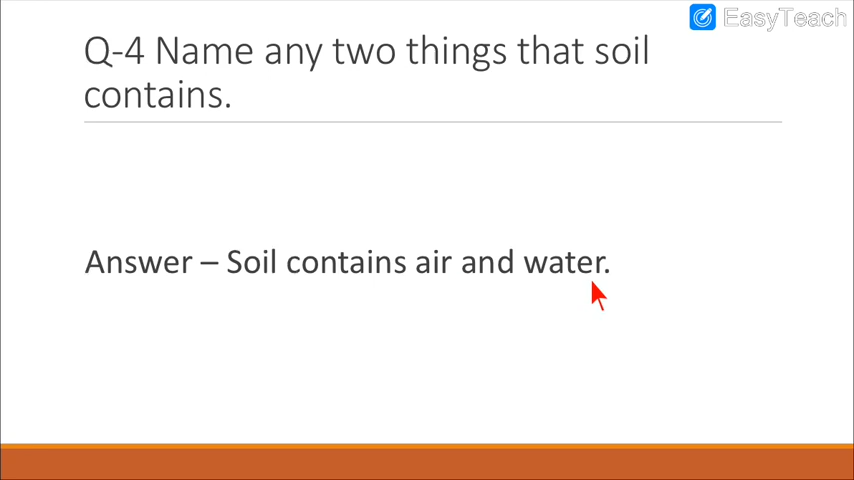 EasyTeach
Q-4 Name any two things that soil
contains.
Answer – Soil contains air and water.